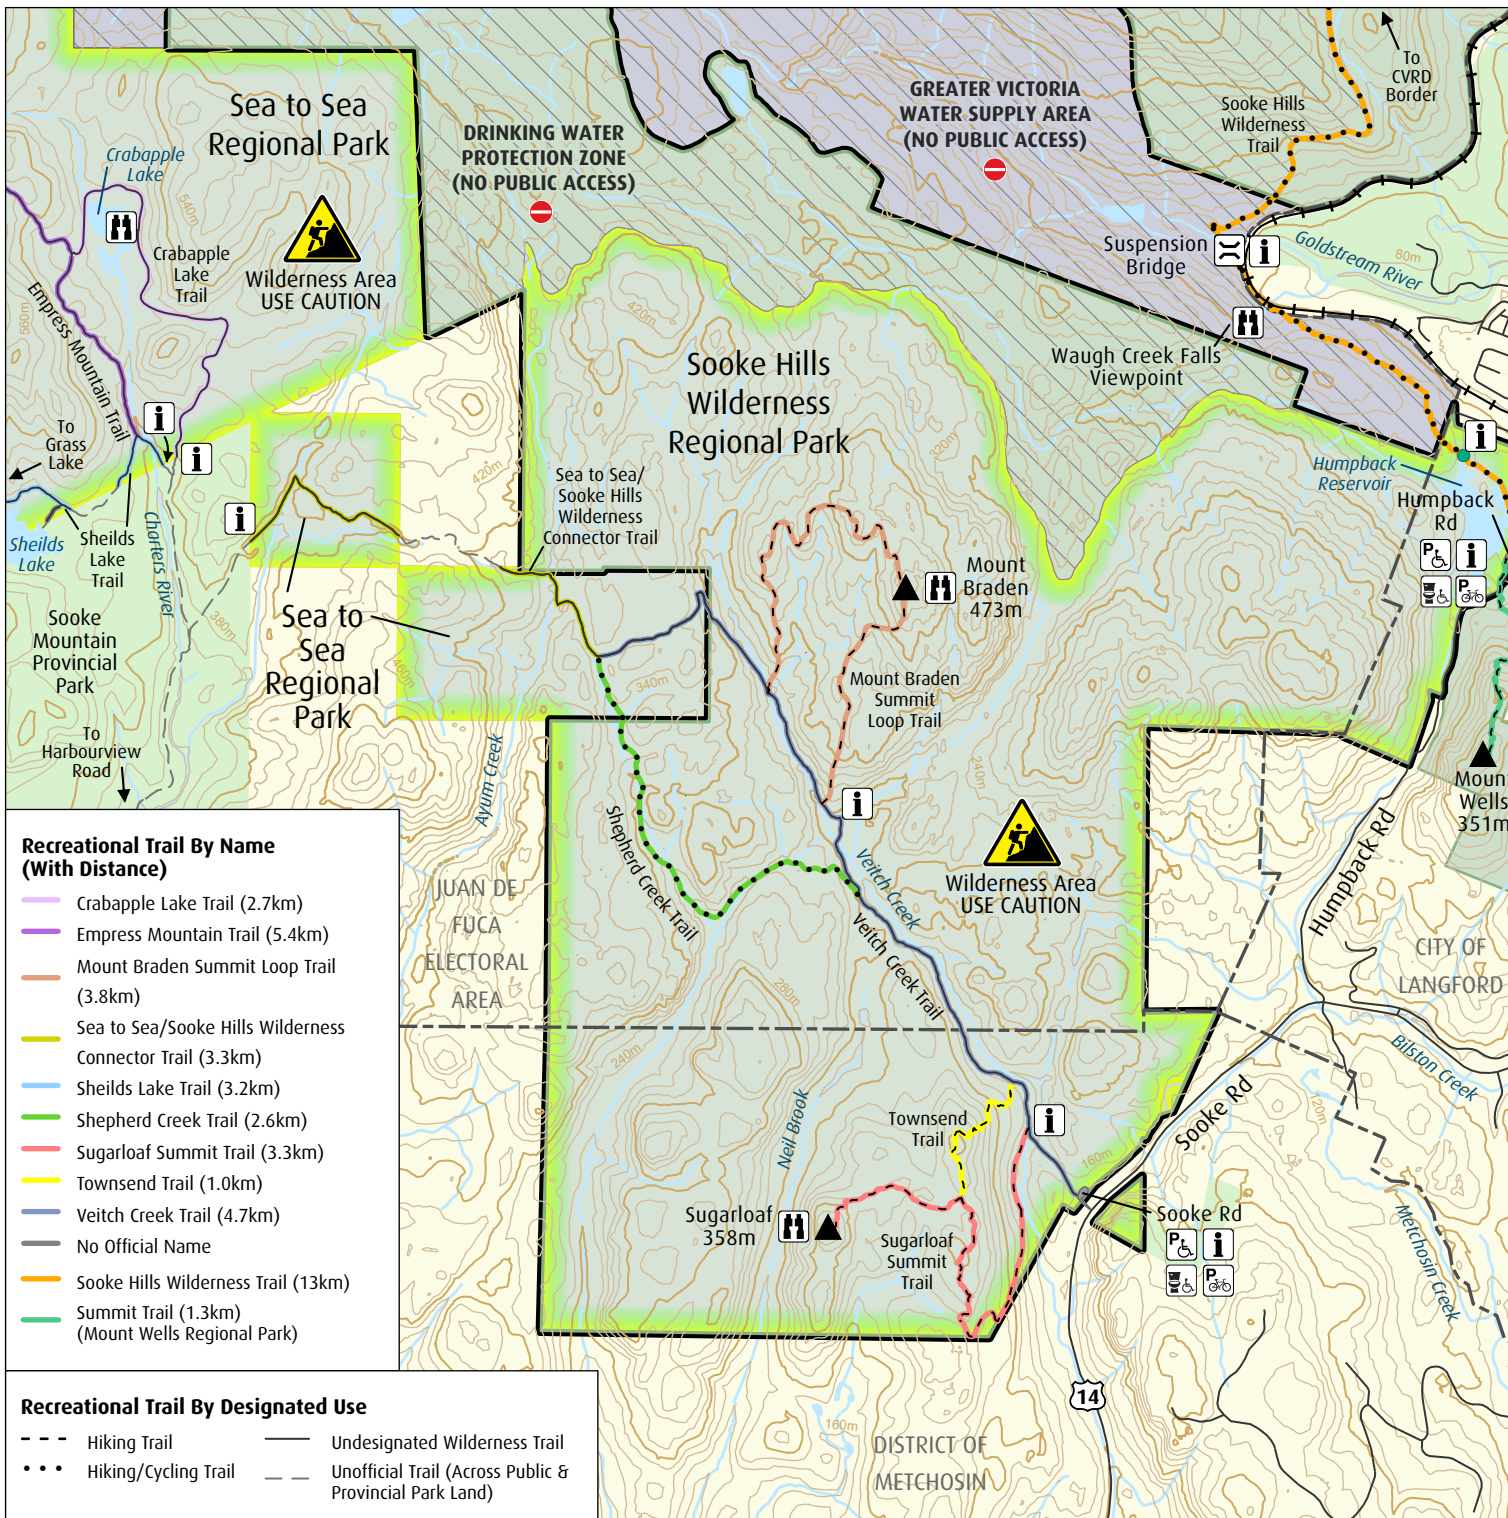 Sea to Sea
Regional Park
Crabapple
Lake
540m
DRINKING WATER
PROTECTION ZONE
(NO PUBLIC ACCESS)
GREATER VICTORIA
WATER SUPPLY AREA
(NO PUBLIC ACCESS)
Sooke Hills
Wilderness
Trail
To
CVRD
Border
Crabapple
Lake
Trail
Wilderness Area
USE CAUTION
Empress Mountain Trail
560m
Suspension
Bridge
i
Goldstream River
80m
Waugh Creek Falls
Viewpoint
420m
Sooke Hills
Wilderness
Regional Park
320m
To
Grass
Lake
i
i
i
420m
Sea to Sea/
Sooke Hills
Wilderness
Connector Trail
i
Humpback
Reservoir
Humpback
Rd
P
i
P
Sheilds
Lake
Sheilds
Lake
Trail
Charters River
Sooke
Mountain
Provincial
Park
380m
Sea to
Sea
Regional
Park
460m
340m
Mount
Braden
473m
Mount Braden
Summit
Loop Trail
To
Harbourview
Road
Ayum Creek
240m
Mount
Wells
351m
i
Shepherd Creek Trail
Veitch Creek
Veitch Creek Trail
Wilderness Area
USE CAUTION
Humpback Rd
JUAN DE
FUCA
ELECTORAL
AREA
CITY OF
LANGFORD
280m
240m
Neil Brook
Townsend
Trail
i
160m
Sooke Rd
120m
Bilston Creek
Metchosin Creek
Sugarloaf
358m
Sugarloaf
Summit
Trail
Sooke Rd
P
i
P
14
160m
DISTRICT OF
METCHOSIN
Recreational Trail By Name
(With Distance)
Crabapple Lake Trail (2.7km)
Empress Mountain Trail (5.4km)
Mount Braden Summit Loop Trail
(3.8km)
Sea to Sea/Sooke Hills Wilderness
Connector Trail (3.3km)
Sheilds Lake Trail (3.2km)
Shepherd Creek Trail (2.6km)
Sugarloaf Summit Trail (3.3km)
Townsend Trail (1.0km)
Veitch Creek Trail (4.7km)
No Official Name
Sooke Hills Wilderness Trail (13km)
Summit Trail (1.3km)
(Mount Wells Regional Park)
Recreational Trail By Designated Use
Hiking Trail
Hiking/Cycling Trail
Undesignated Wilderness Trail
Unofficial Trail (Across Public &
Provincial Park Land)